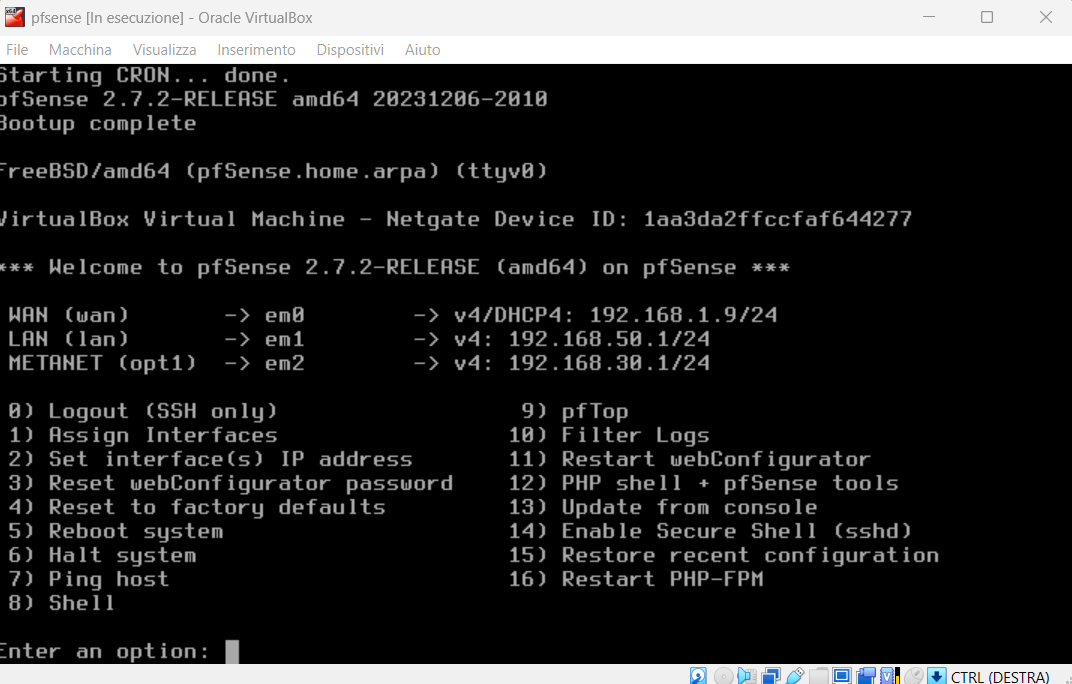 pfsense [In esecuzione] - Oracle VirtualBox
File Macchina Visualizza Inserimento Dispositivi Aiuto
Starting CRON... done.
pfSense 2.7.2-RELEASE amd64 20231206-2010
Bootup complete
FreeBSD/amd64 (pfSense.home.arpa) (ttyv0)
VirtualBox Virtual Machine - Netgate Device ID: 1aa3da2ffccfaf644277
*** Welcome to pfSense 2.7.2-RELEASE (amd64) on pfSense ***
WAN (wan) -> em0 -> v4/DHCP4: 192.168.1.9/24
LAN (lan) -> em1 -> v4: 192.168.50.1/24
METANET (opt1) -> em2 -> v4: 192.168.30.1/24
0) Logout (SSH only) 9) pfTop
1) Assign Interfaces 10) Filter Logs
2) Set interface(s) IP address 11) Restart webConfigurator
3) Reset webConfigurator password 12) PHP shell + pfSense tools
4) Reset to factory defaults 13) Update from console
5) Reboot system 14) Enable Secure Shell (sshd)
6) Halt system 15) Restore recent configuration
7) Ping host 16) Restart PHP-FPM
8) Shell
Enter an option:
CTRL (DESTRA)